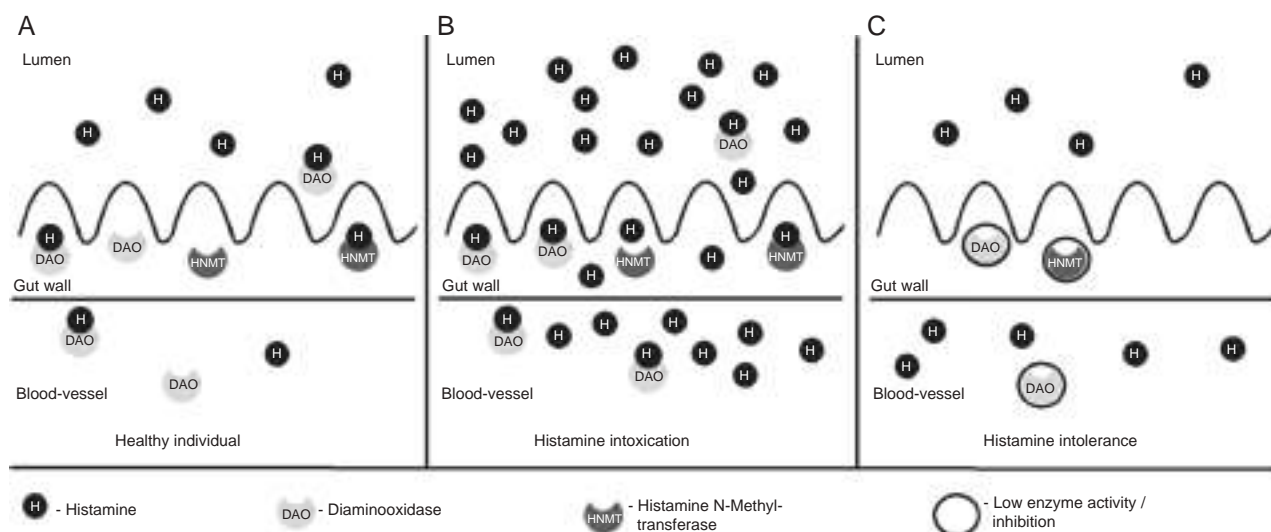 A
Lumen
H
H
H
H
H
DAO
H
DAO
DAO
HNMT
H
HNMT
Gut wall
H
DAO
H
DAO
Blood-vessel
Healthy individual
B
Lumen
H
H
H
H
H
H
H
H
H
H
H
H
DAO
H
H
H
H
DAO
H
DAO
H
HNMT
H
H
H
HNMT
Gut wall
H
DAO
H
H
H
H
H
H
H
H
DAO
H
Blood-vessel
Histamine intoxication
C
Lumen
H
H
H
H
DAO
HNMT
Gut wall
H
H
H
H
H
DAO
Blood-vessel
Histamine intolerance
H - Histamine
DAO - Diaminooxidase
HNMT - Histamine N-Methyl-
transferase
- Low enzyme activity /
inhibition